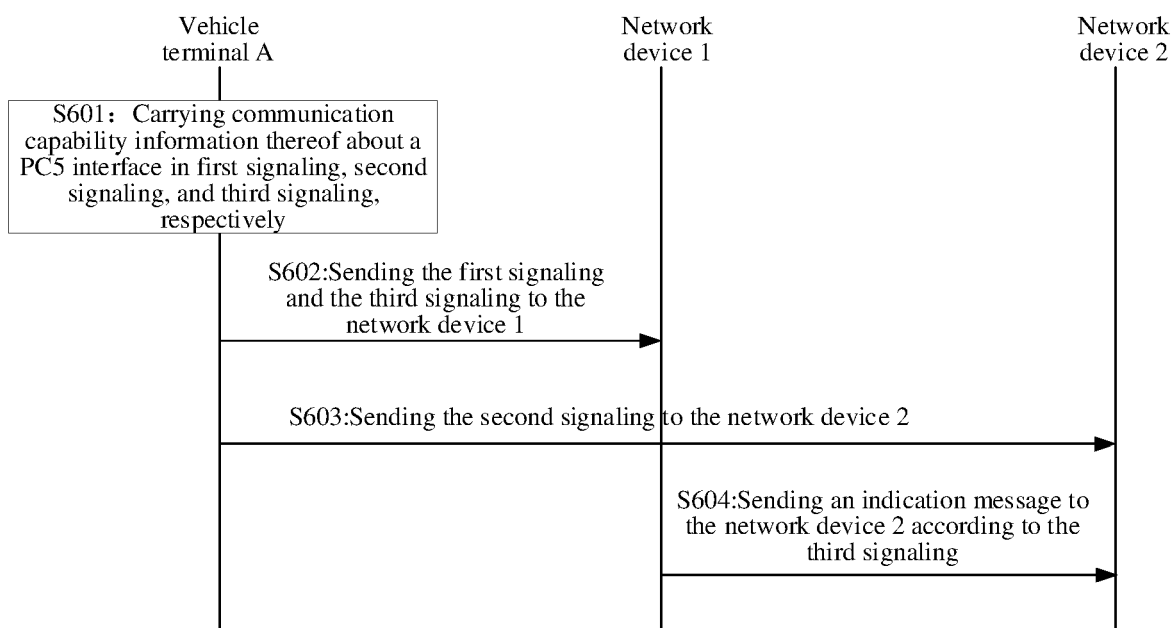 Vehicle
terminal A
Network
device 1
Network
device 2
S601：Carrying communication
capability information thereof about a
PC5 interface in first signaling, second
signaling, and third signaling,
respectively
S602:Sending the first signaling
and the third signaling to the
network device 1
S603:Sending the second signaling to the network device 2
S604:Sending an indication message to
the network device 2 according to the
third signaling